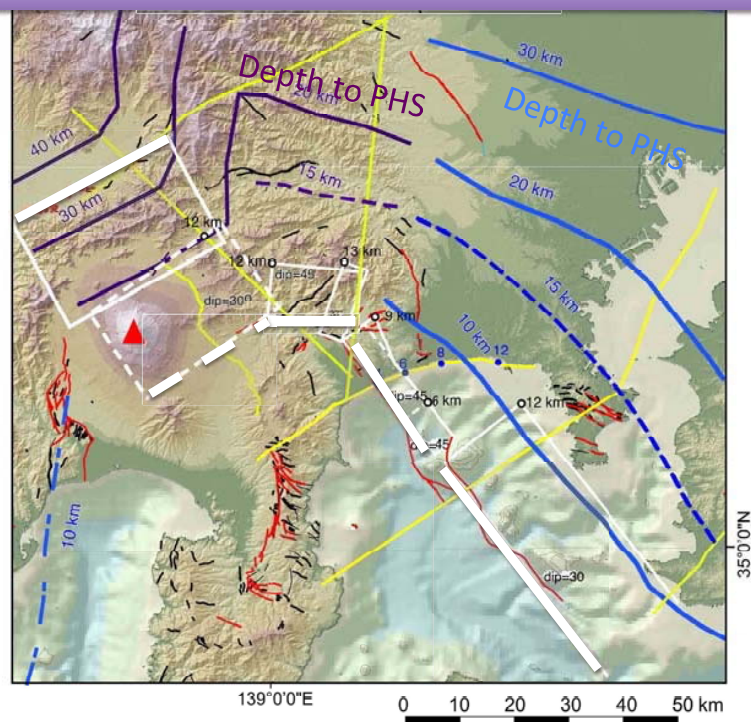 30 km
Depth to PHS
20 km
Depth to PHS
40 km
15 km
20 km
30 km
12 km
12 km
13 km
dip=45
15 km
dip=30º
9 km
10 km
12
8
6
dip=45
6 km
12 km
dip=45
10 km
35°0'0"N
dip=30
139°0'0"E
0 10 20 30 40 50 km